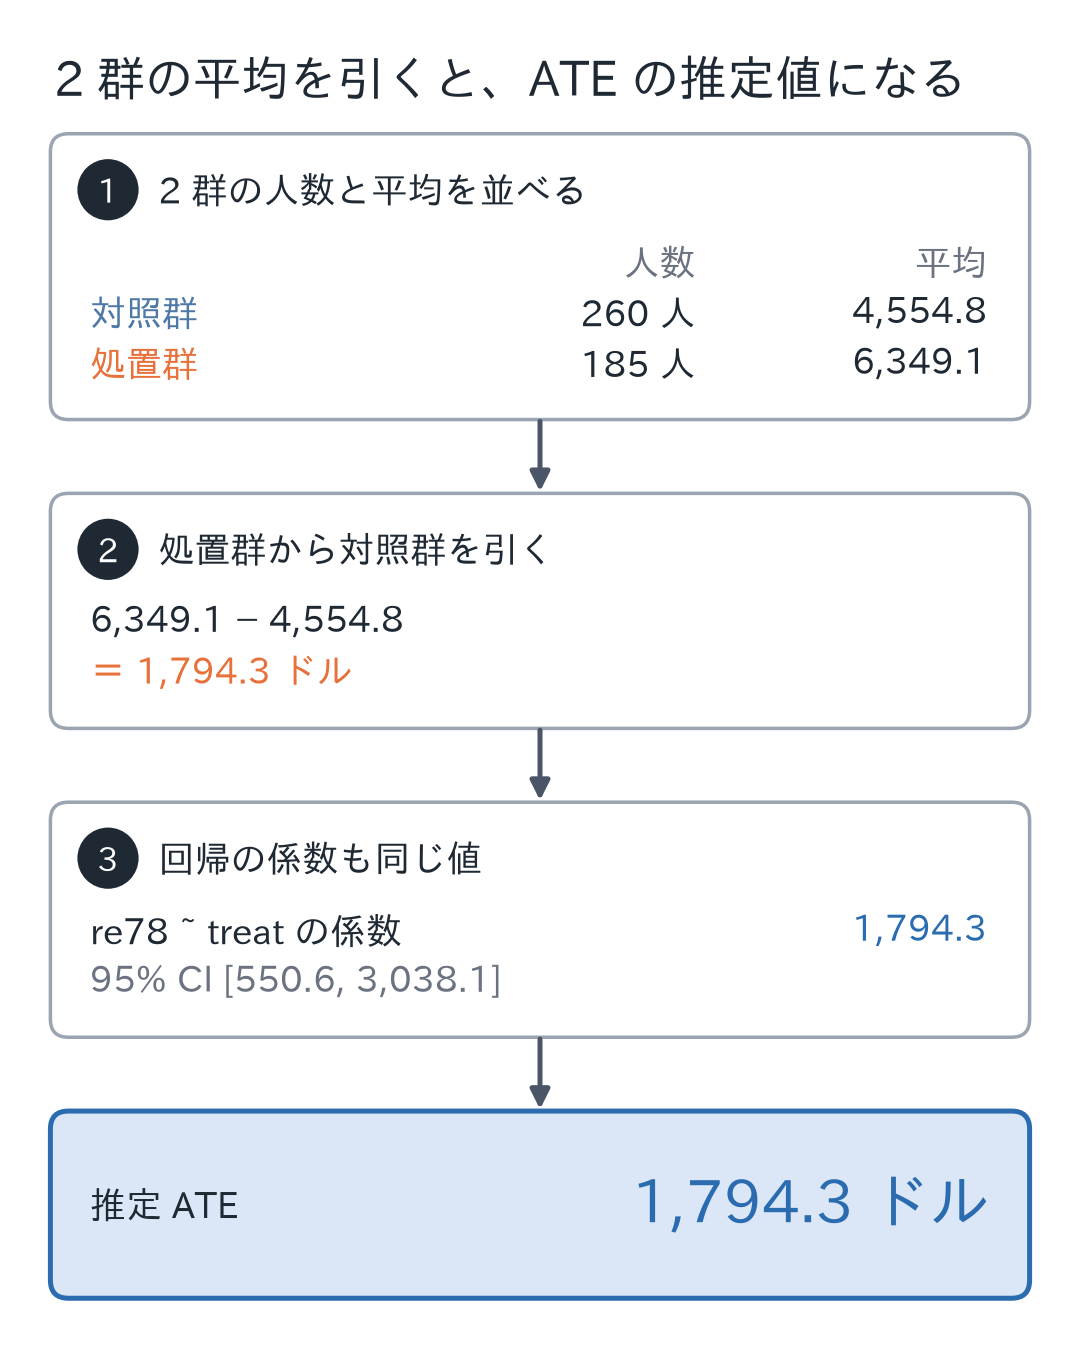 2 群の平均を引くと、ATE の推定値になる
1 2 群の人数と平均を並べる
人数 平均
対照群 260 人 4,554.8
処置群 185 人 6,349.1
2 処置群から対照群を引く
6,349.1 − 4,554.8
＝ 1,794.3 ドル
3 回帰の係数も同じ値
re78 ~ treat の係数 1,794.3
95% CI [550.6, 3,038.1]
推定 ATE 1,794.3 ドル